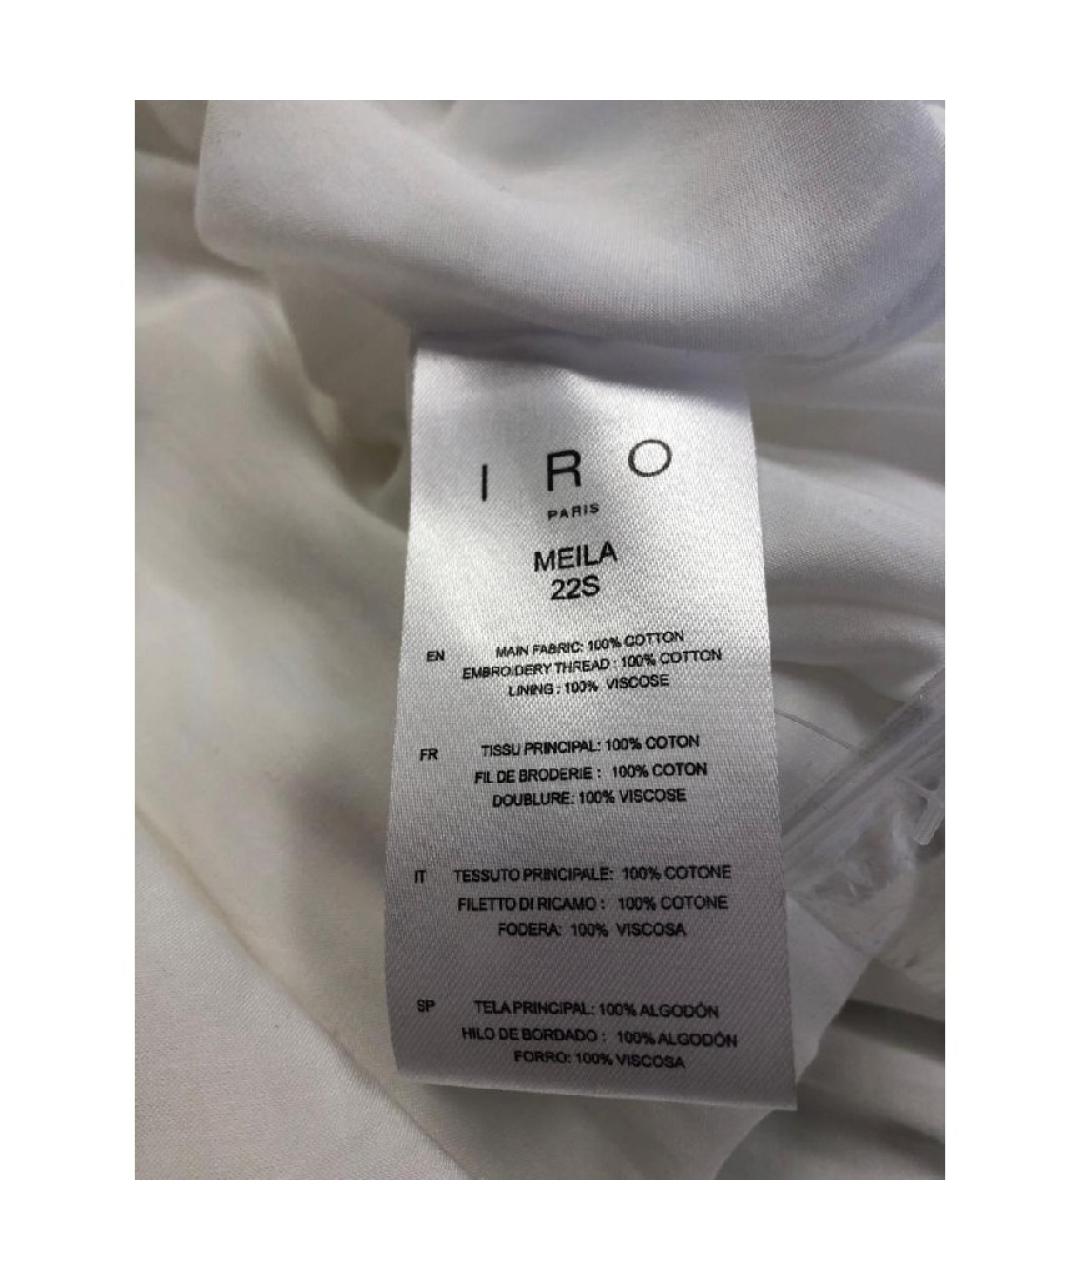 I R O
PARIS
MEILA
22S
EN MAIN FABRIC: 100% COTTON
EMBROIDERY THREAD : 100% COTTON
LINING : 100% VISCOSE
FR TISSU PRINCIPAL: 100% COTON
FIL DE BRODERIE : 100% COTON
DOUBLURE: 100% VISCOSE
IT TESSUTO PRINCIPALE: 100% COTONE
FILETTO DI RICAMO : 100% COTONE
FODERA: 100% VISCOSA
SP TELA PRINCIPAL: 100% ALGODÓN
HILO DE BORDADO : 100% ALGODÓN
FORRO: 100% VISCOSA